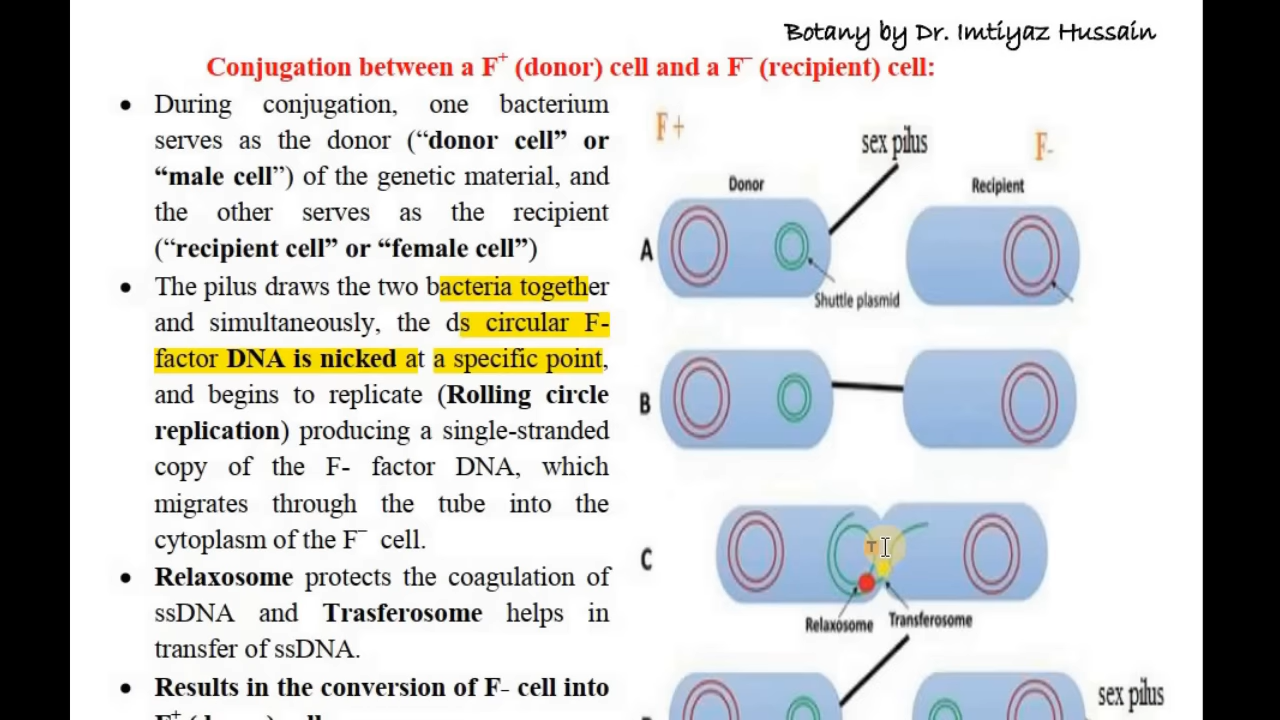 Botany by Dr. Imtiyaz Hussain
Conjugation between a F+ (donor) cell and a F− (recipient) cell:
• During conjugation, one bacterium
serves as the donor (“donor cell” or
“male cell”) of the genetic material, and
the other serves as the recipient
(“recipient cell” or “female cell”)
• The pilus draws the two bacteria together
and simultaneously, the ds circular F-
factor DNA is nicked at a specific point,
and begins to replicate (Rolling circle
replication) producing a single-stranded
copy of the F- factor DNA, which
migrates through the tube into the
cytoplasm of the F− cell.
• Relaxosome protects the coagulation of
ssDNA and Trasferosome helps in
transfer of ssDNA.
• Results in the conversion of F- cell into
F+
F-
sex pilus
Donor
Recipient
A
Shuttle plasmid
B
C
T
Relaxosome
Transferosome
sex pilus